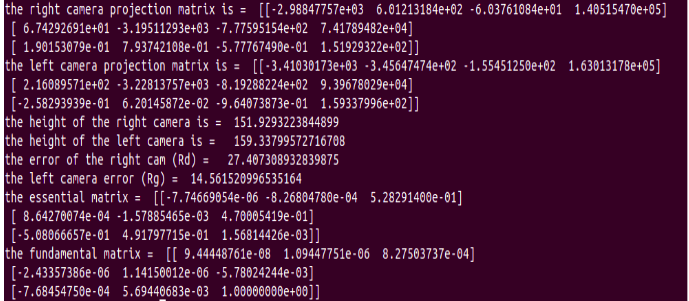 the right camera projection matrix is =  [[-2.98847757e+03  6.01213184e+02 -6.03761084e+01  1.40515470e+05]
 [ 6.74292691e+01 -3.19511293e+03 -7.77595154e+02  7.41789482e+04]
 [ 1.90153079e-01  7.93742108e-01 -5.77767490e-01  1.51929322e+02]]
the left camera projection matrix is =  [[-3.41030173e+03 -3.45647474e+02 -1.55451250e+02  1.63013178e+05]
 [ 2.16089571e+02 -3.22813757e+03 -8.19288224e+02  9.39678029e+04]
 [-2.58293939e-01  6.20145872e-02 -9.64073873e-01  1.59337996e+02]]
the height of the right camera is =  151.9293223844899
the height of the left camera is =  159.33799572716708
the error of the right cam (Rd) =   27.407308932839875
the left camera error (Rg) =  14.561520996535164
the essential matrix =  [[-7.74669054e-06 -8.26804780e-04  5.28291400e-01]
 [ 8.64270074e-04 -1.57885465e-03  4.70005419e-01]
 [-5.08066657e-01  4.91797715e-01  1.56814426e-03]]
the fundamental matrix =  [[ 9.44448761e-08  1.09447751e-06  8.27503737e-04]
 [-2.43357386e-06  1.14150012e-06 -5.78024244e-03]
 [-7.68454750e-04  5.69440683e-03  1.00000000e+00]]